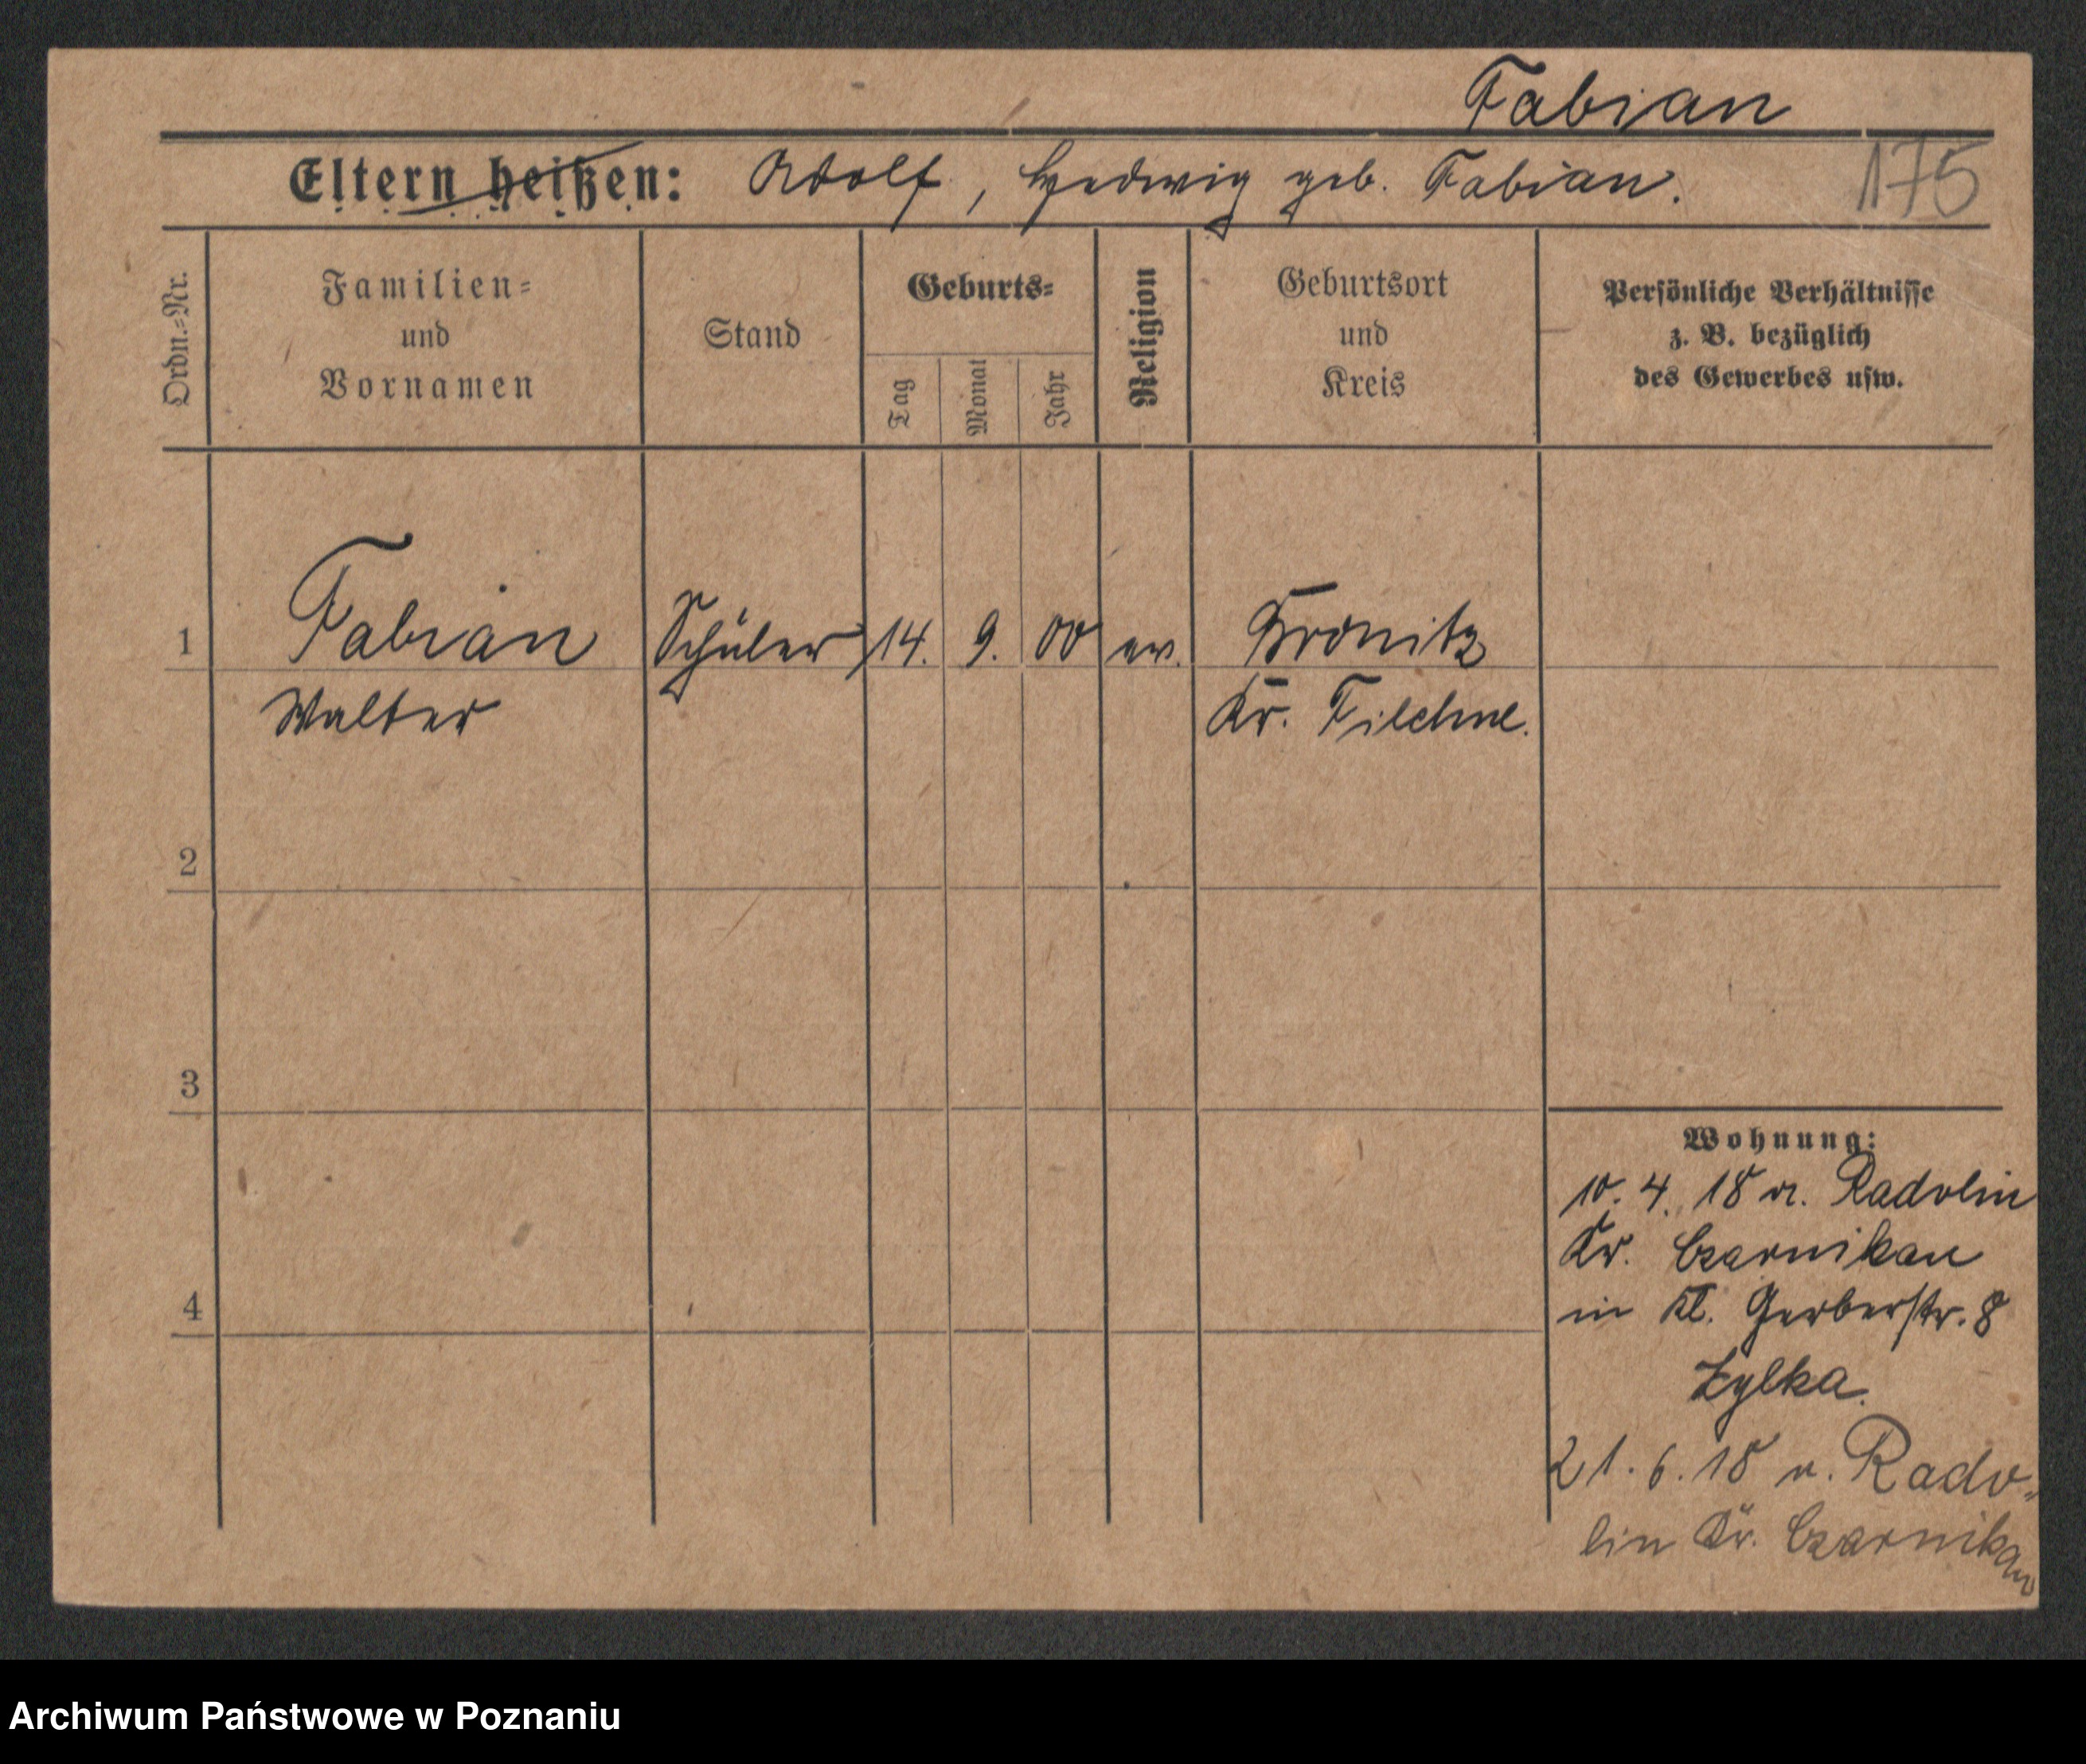 Fabian
Eltern heißen: Adolf, Hedwig geb. Fabian.
175
Ordn.-Nr.
Familien-
und
Vornamen
Stand
Geburts-
Tag
Monat
Jahr
Religion
Geburtsort
und
Kreis
Persönliche Verhältnisse
z. B. bezüglich
des Gewerbes usw.
1 Fabian Schüler 14. 9. 00 ev.
Walter Kr. Filehne.
2
3
4
Wohnung:
10. 4. 18 v. Radolin
Kr. Czarnikau
in Kl. Gerberstr. 8
Zylka.
21. 6. 18 n. Rado-
lin Kr. Czarnikau
Archiwum Państwowe w Poznaniu